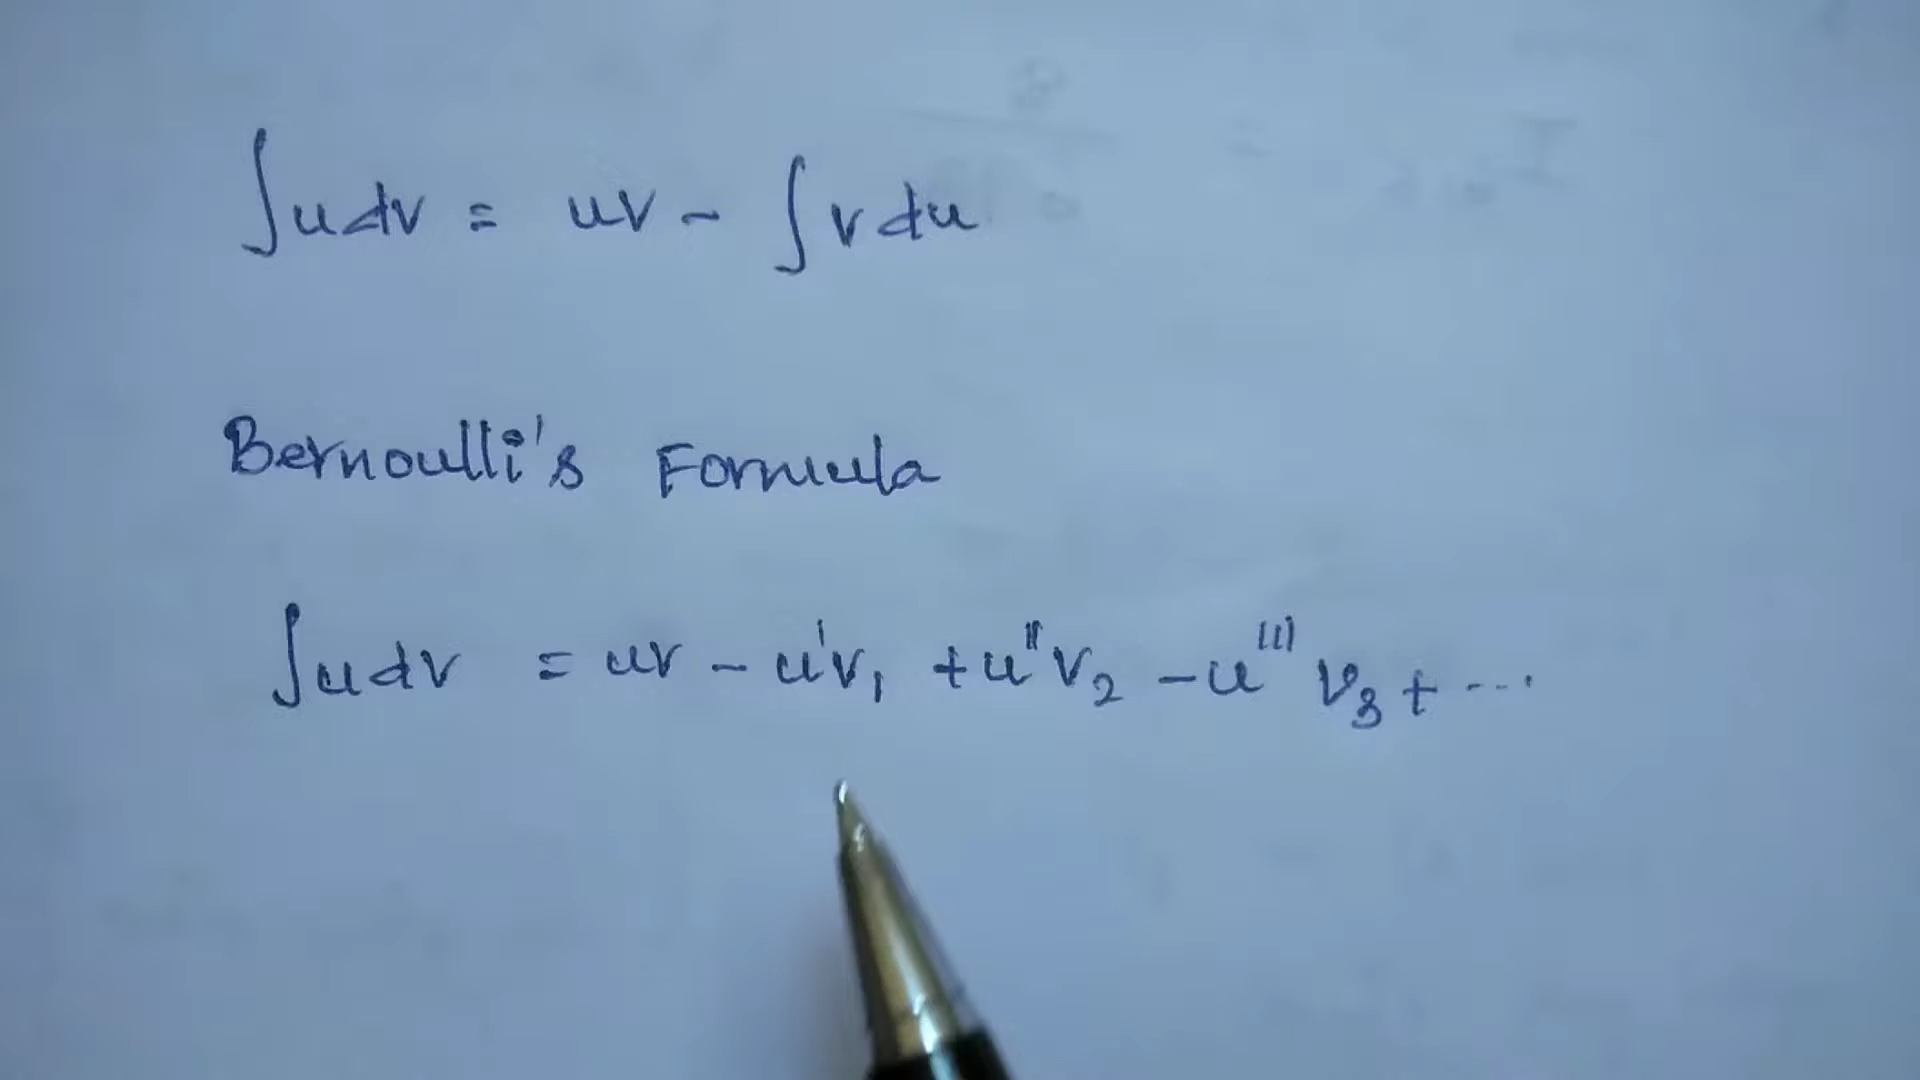 ∫udv = uv - ∫vdu
Bernoulli's Formula
∫udv = uv - u'v₁ + u''v₂ - u'''v₃ + ...